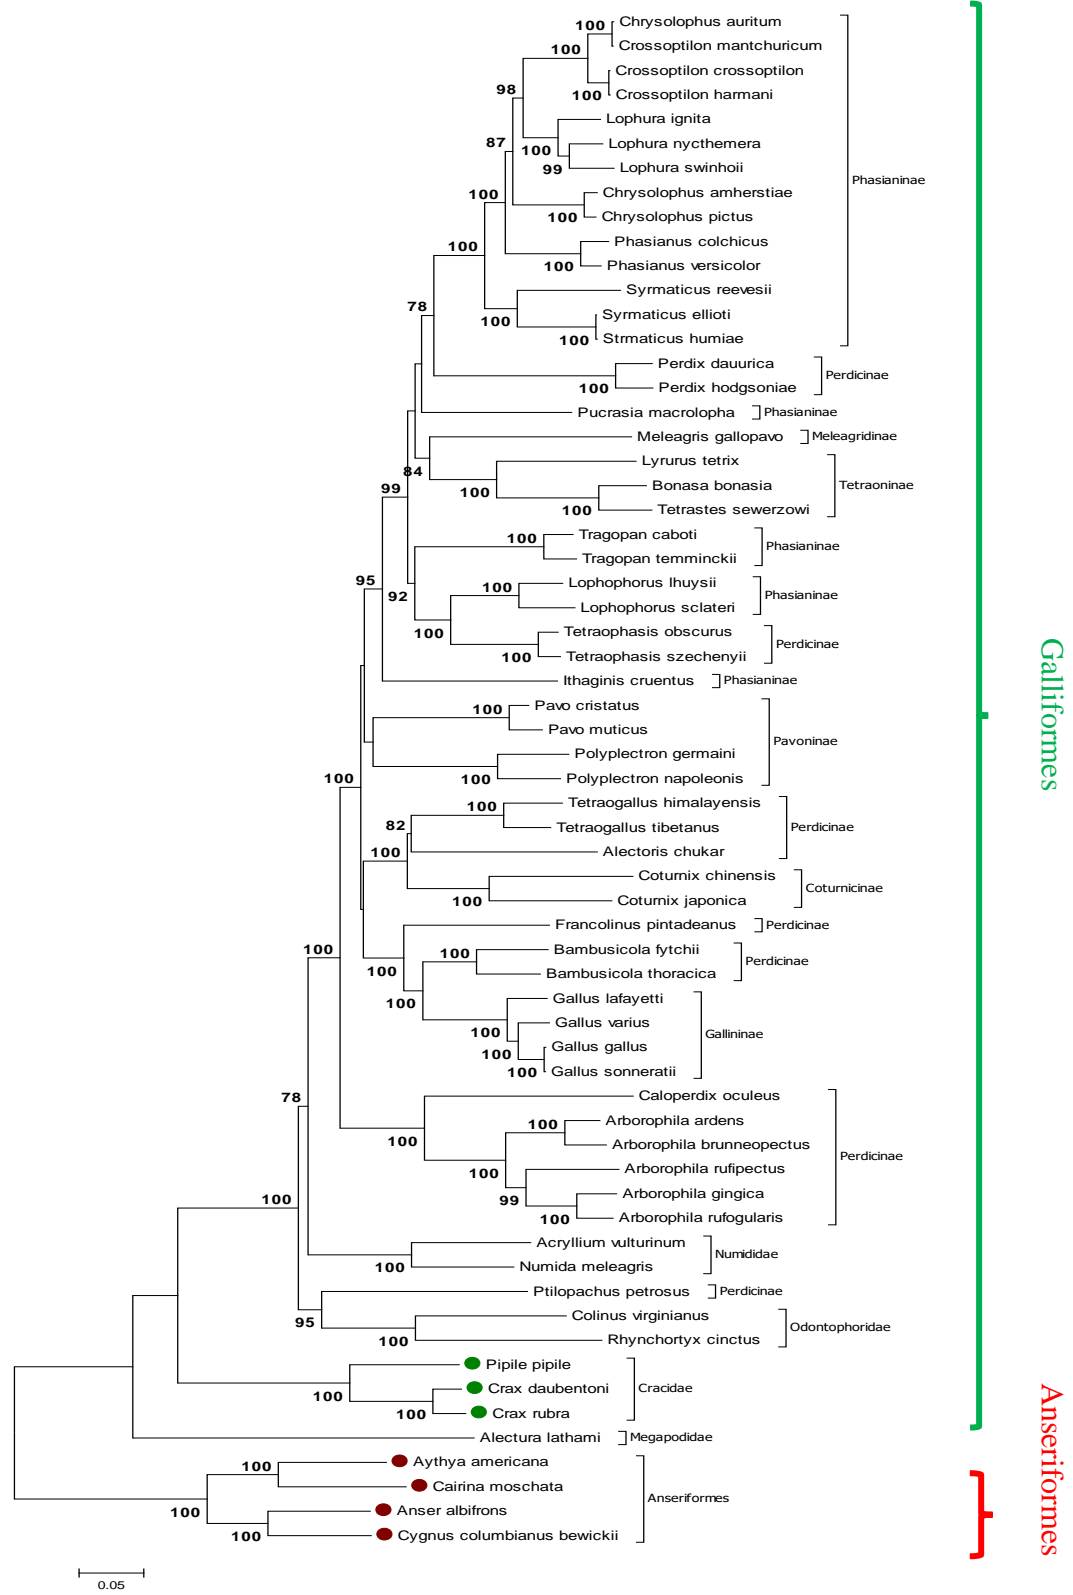 100 Chrysolophus auritum
100 Crossoptilon mantchuricum
Crossoptilon crossoptilon
98 100 Crossoptilon harmani
Lophura ignita
87 100 Lophura nycthemera
99 Lophura swinhoii
Phasianinae
100 Chrysolophus amherstiae
100 Chrysolophus pictus
100 Phasianus colchicus
100 Phasianus versicolor
Syrmaticus reevesii
78 100 Syrmaticus ellioti
100 Strmaticus humiae
Perdix dauurica
Perdicinae
100 Perdix hodgsoniae
Pucrasia macrolopha Phasianinae
Meleagris gallopavo Meleagridinae
84 Lyrurus tetrix
99 100 Bonasa bonasia Tetraoninae
100 Tetrastes sewerzowi
100 Tragopan caboti
Phasianinae
Tragopan temminckii
95 100 Lophophorus lhuysii
92 Phasianinae
Lophophorus sclateri
100 Tetraophasis obscurus
Perdicinae
100 Tetraophasis szechenyii
Ithaginis cruentus Phasianinae
100 Pavo cristatus
Pavo muticus
Pavoninae
Polyplectron germaini
100 100 Polyplectron napoleonis
100 Tetraogallus himalayensis
82 Tetraogallus tibetanus Perdicinae
100 Alectoris chukar
Coturnix chinensis
Coturnicinae
100 Coturnix japonica
Francolinus pintadeanus Perdicinae
100 100 Bambusicola fytchii
Perdicinae
100 Bambusicola thoracica
100 Gallus lafayetti
100 Gallus varius
Gallininae
100 Gallus gallus
100 Gallus sonneratii
78 Caloperdix oculeus
100 100 Arborophila ardens
Arborophila brunneopectus
Perdicinae
100 Arborophila rufipectus
100 99 Arborophila gingica
100 Arborophila rufogularis
Acryllium vulturinum
Numididae
100 Numida meleagris
Ptilopachus petrosus Perdicinae
95 Colinus virginianus
Odontophoridae
100 Rhynchortyx cinctus
Pipile pipile
100 Crax daubentoni Cracidae
100 Crax rubra
Alectura lathami Megapodidae
Aythya americana
100 Cairina moschata
Anseriformes
100 Anser albifrons
100 Cygnus columbianus bewickii
0.05
Galliformes
Anseriformes